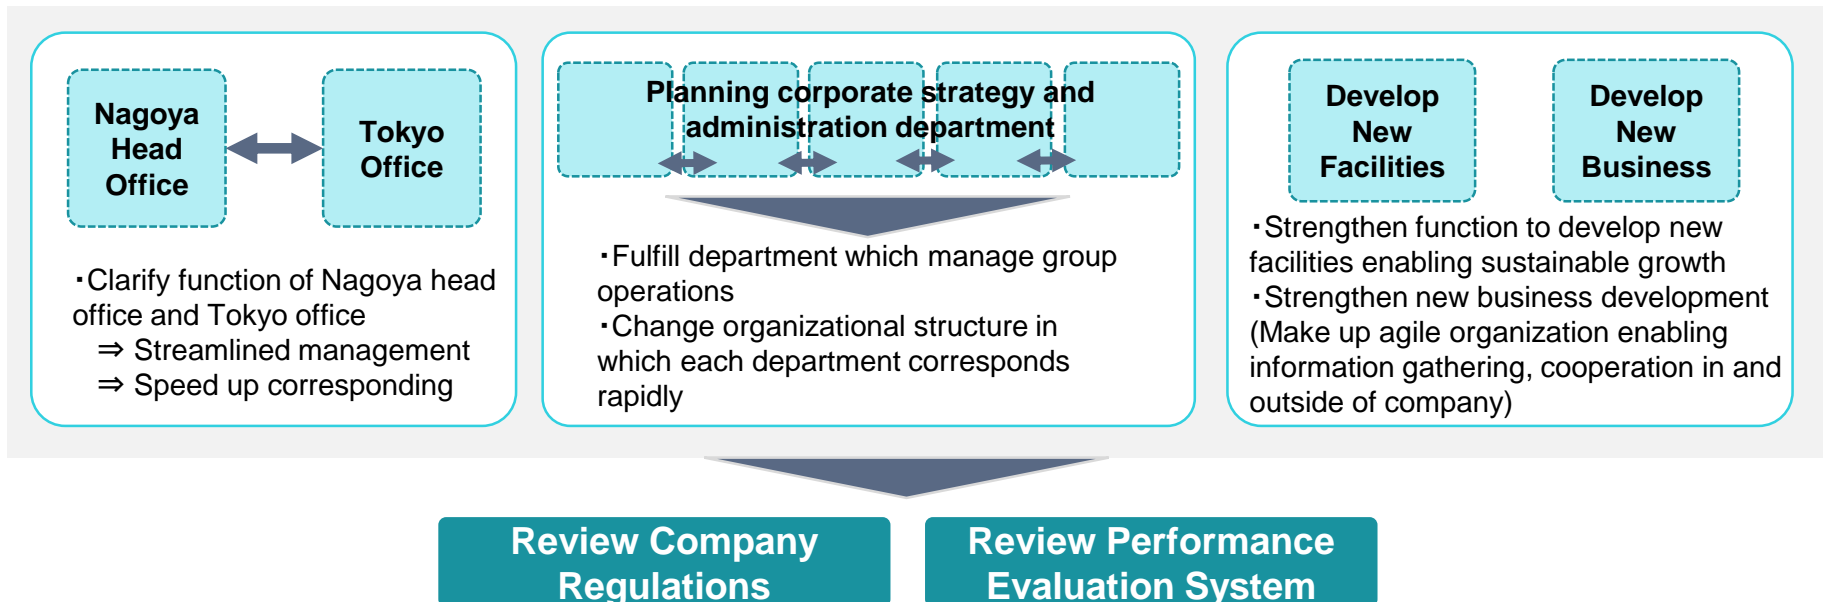 Nagoya
Head
Office
Tokyo
Office
・Clarify function of Nagoya head
office and Tokyo office
⇒ Streamlined management
⇒ Speed up corresponding
Planning corporate strategy and
administration department
・Fulfill department which manage group
operations
・Change organizational structure in
which each department corresponds
rapidly
Develop
New
Facilities
Develop
New
Business
・Strengthen function to develop new
facilities enabling sustainable growth
・Strengthen new business development
(Make up agile organization enabling
information gathering, cooperation in and
outside of company)
Review Company
Regulations
Review Performance
Evaluation System